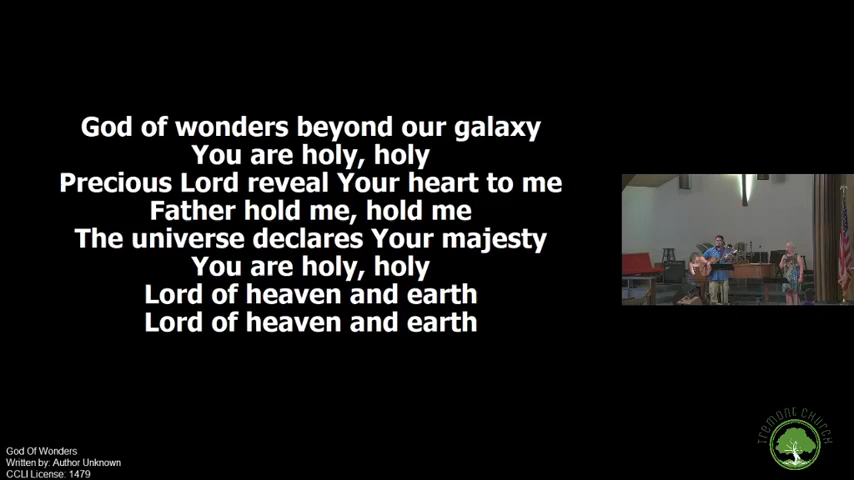 God of wonders beyond our galaxy
You are holy, holy
Precious Lord reveal Your heart to me
Father hold me, hold me
The universe declares Your majesty
You are holy, holy
Lord of heaven and earth
Lord of heaven and earth
TREMONT CHURCH
God Of Wonders
Written by: Author Unknown
CCLI License: 1479